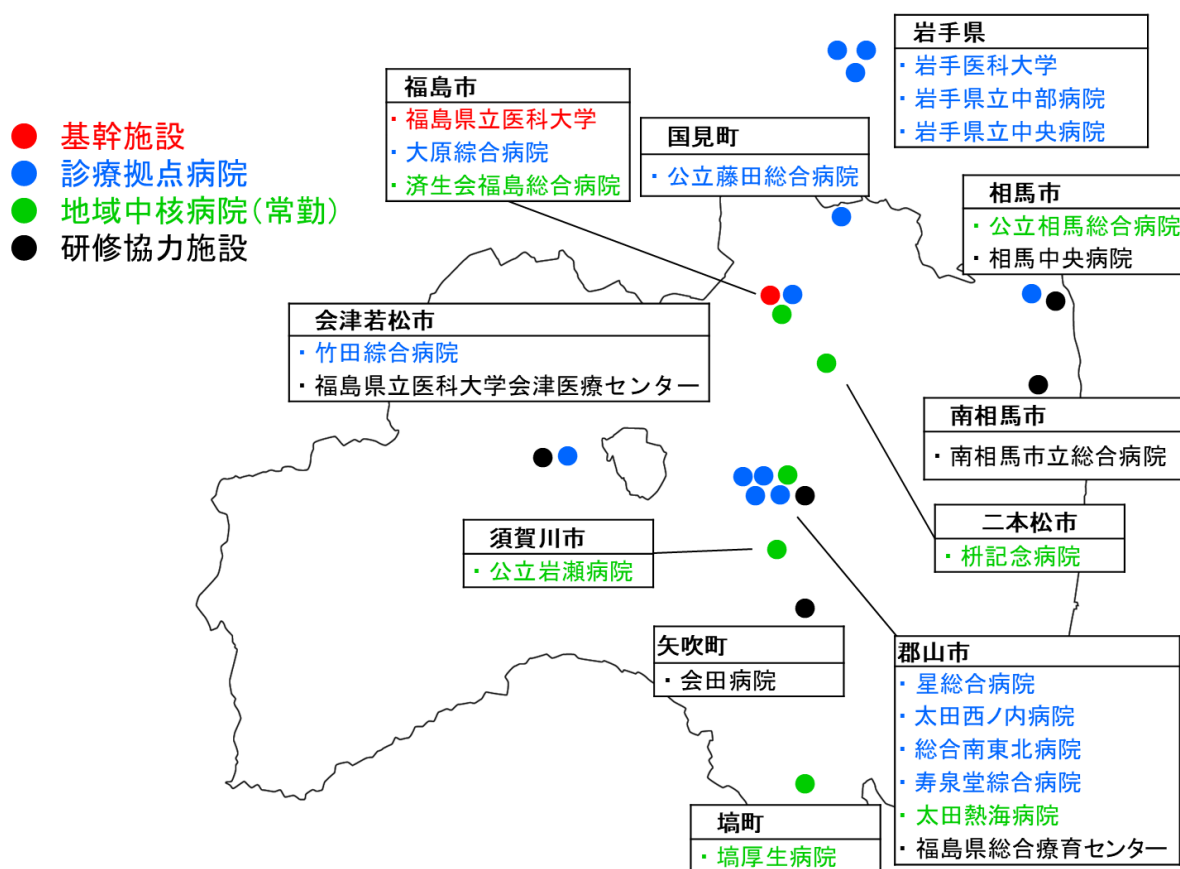 基幹施設
診療拠点病院
地域中核病院(常勤)
研修協力施設
福島市
・福島県立医科大学
・大原綜合病院
・済生会福島総合病院
国見町
・公立藤田総合病院
岩手県
・岩手医科大学
・岩手県立中部病院
・岩手県立中央病院
相馬市
・公立相馬総合病院
・相馬中央病院
会津若松市
・竹田綜合病院
・福島県立医科大学会津医療センター
南相馬市
・南相馬市立総合病院
二本松市
・枡記念病院
須賀川市
・公立岩瀬病院
矢吹町
・会田病院
郡山市
・星総合病院
・太田西ノ内病院
・総合南東北病院
・寿泉堂綜合病院
・太田熱海病院
・福島県総合療育センター
塙町
・塙厚生病院